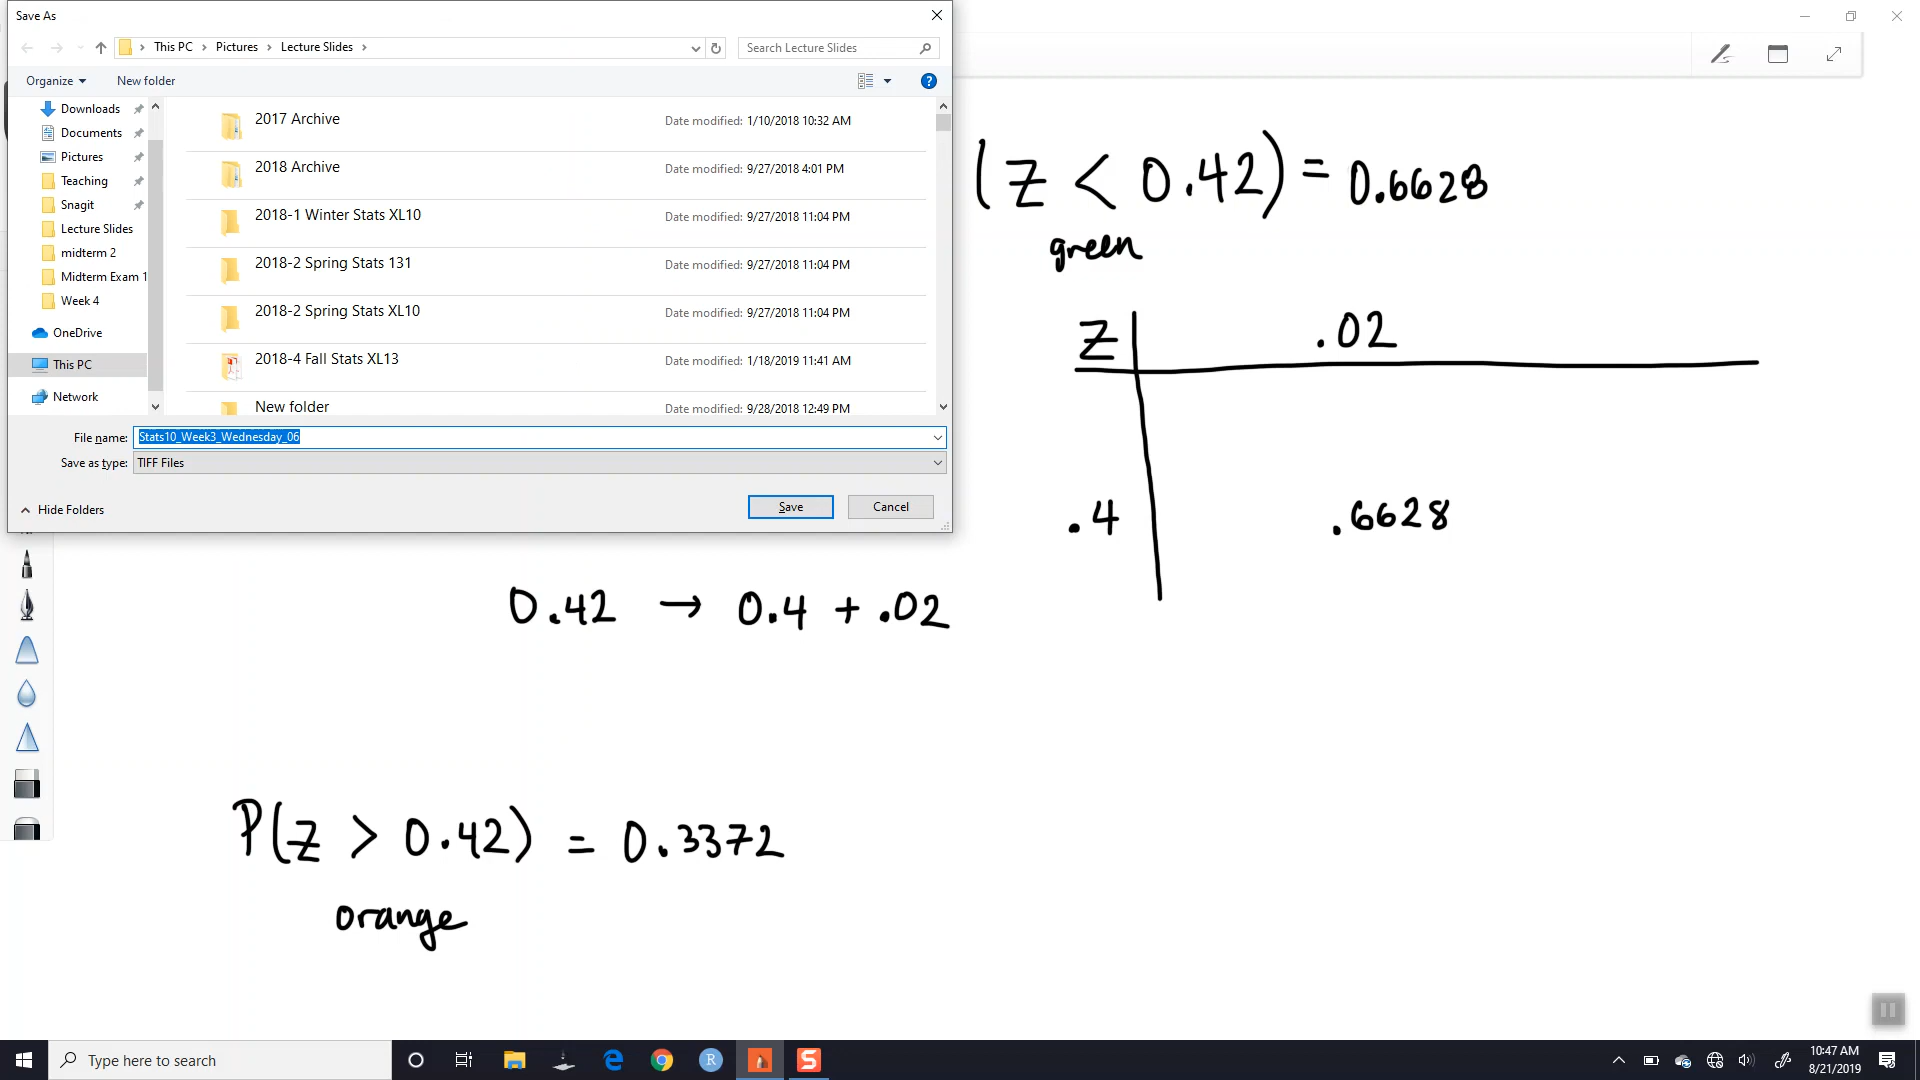 Save As
This PC > Pictures > Lecture Slides >
Search Lecture Slides
Organize
New folder
Downloads
Documents
Pictures
Teaching
Snagit
Lecture Slides
midterm 2
Midterm Exam 1
Week 4
OneDrive
This PC
Network
2017 Archive Date modified: 1/10/2018 10:32 AM
2018 Archive Date modified: 9/27/2018 4:01 PM
2018-1 Winter Stats XL10 Date modified: 9/27/2018 11:04 PM
2018-2 Spring Stats 131 Date modified: 9/27/2018 11:04 PM
2018-2 Spring Stats XL10 Date modified: 9/27/2018 11:04 PM
2018-4 Fall Stats XL13 Date modified: 1/18/2019 11:41 AM
New folder Date modified: 9/28/2018 12:49 PM
File name: Stats10_Week3_Wednesday_06
Save as type: TIFF Files
Hide Folders
Save
Cancel
(Z < 0.42) = 0.6628
green
Z .02
.4 .6628
0.42 → 0.4 + .02
P(Z > 0.42) = 0.3372
orange
Type here to search
10:47 AM
8/21/2019